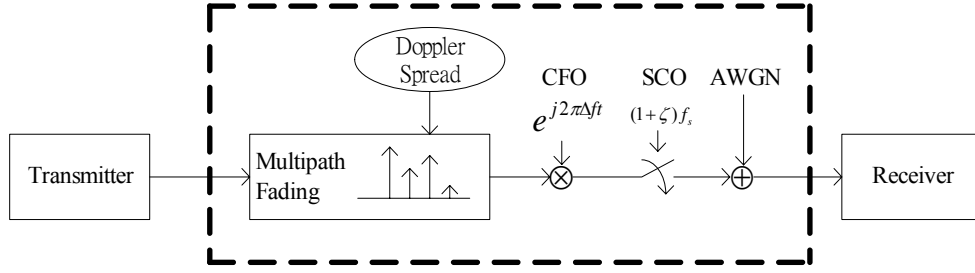 Doppler
Spread
CFO
SCO
AWGN
e^{j2πΔft}
(1+ζ)f_s
Transmitter
Multipath
Fading
Receiver